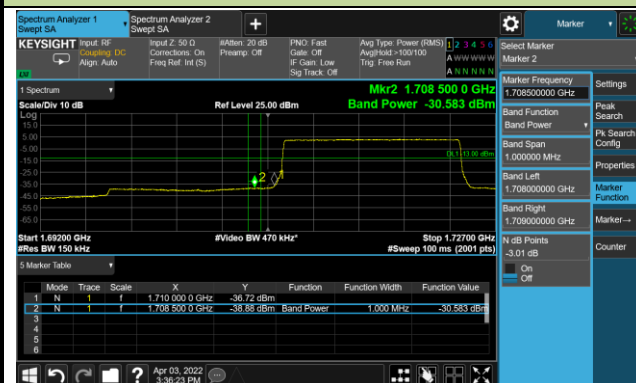 Spectrum Analyzer 1
Swept SA
Spectrum Analyzer 2
Swept SA
+
Marker
KEYSIGHT
Input: RF
Coupling: DC
Align: Auto
Input Z: 50 Ω
Corrections: On
Freq Ref: Int (S)
#Atten: 20 dB
Preamp: Off
PNO: Fast
Gate: Off
IF Gain: Low
Sig Track: Off
Avg Type: Power (RMS)
Avg|Hold:>100/100
Trig: Free Run
1 2 3 4 5 6
A W W W W W
A N N N N N
Select Marker
Marker 2
Marker Frequency
1.708500000 GHz
Band Function
Band Power
Band Span
1.000000 MHz
Band Left
1.708000000 GHz
Band Right
1.709000000 GHz
N dB Points
-3.01 dB
On
Off
Settings
Peak Search
Pk Search Config
Properties
Marker Function
Marker→
Counter
1 Spectrum
Scale/Div 10 dB
Ref Level 25.00 dBm
Mkr2 1.708 500 0 GHz
Band Power -30.583 dBm
Log
15.0
5.00
-5.00
-15.0
-25.0
-35.0
-45.0
-55.0
-65.0
DL1 -13.00 dBm
2
Start 1.69200 GHz
#Res BW 150 kHz
#Video BW 470 kHz*
Stop 1.72700 GHz
#Sweep 100 ms (2001 pts)
5 Marker Table
Mode Trace Scale X Y Function Function Width Function Value
1 N 1 f 1.710 000 0 GHz -36.72 dBm
2 N 1 f 1.708 500 0 GHz -38.88 dBm Band Power 1.000 MHz -30.583 dBm
3
4
5
6
?
Apr 03, 2022
3:36:23 PM